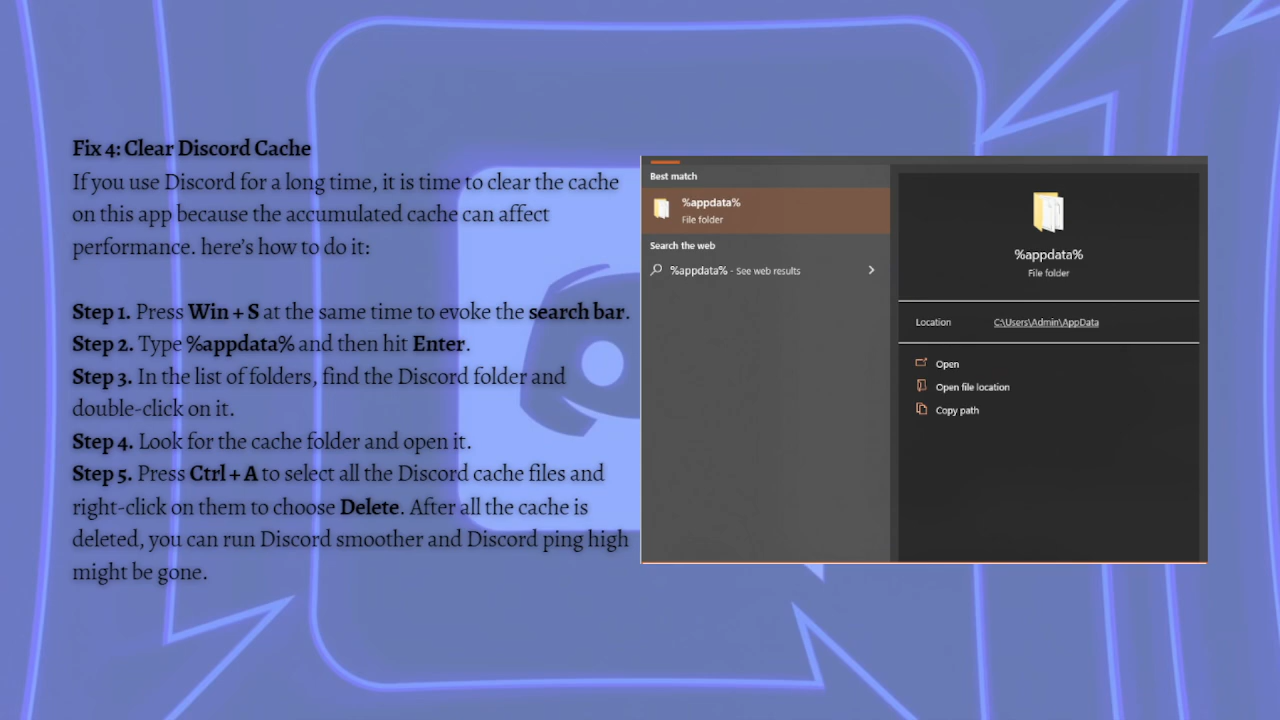 Fix 4: Clear Discord Cache
If you use Discord for a long time, it is time to clear the cache
on this app because the accumulated cache can affect
performance. here's how to do it:
Step 1. Press Win + S at the same time to evoke the search bar.
Step 2. Type %appdata% and then hit Enter.
Step 3. In the list of folders, find the Discord folder and
double-click on it.
Step 4. Look for the cache folder and open it.
Step 5. Press Ctrl + A to select all the Discord cache files and
right-click on them to choose Delete. After all the cache is
deleted, you can run Discord smoother and Discord ping high
might be gone.
Best match
%appdata%
File folder
Search the web
%appdata% - See web results
%appdata%
File folder
Location C:\Users\Admin\AppData
Open
Open file location
Copy path